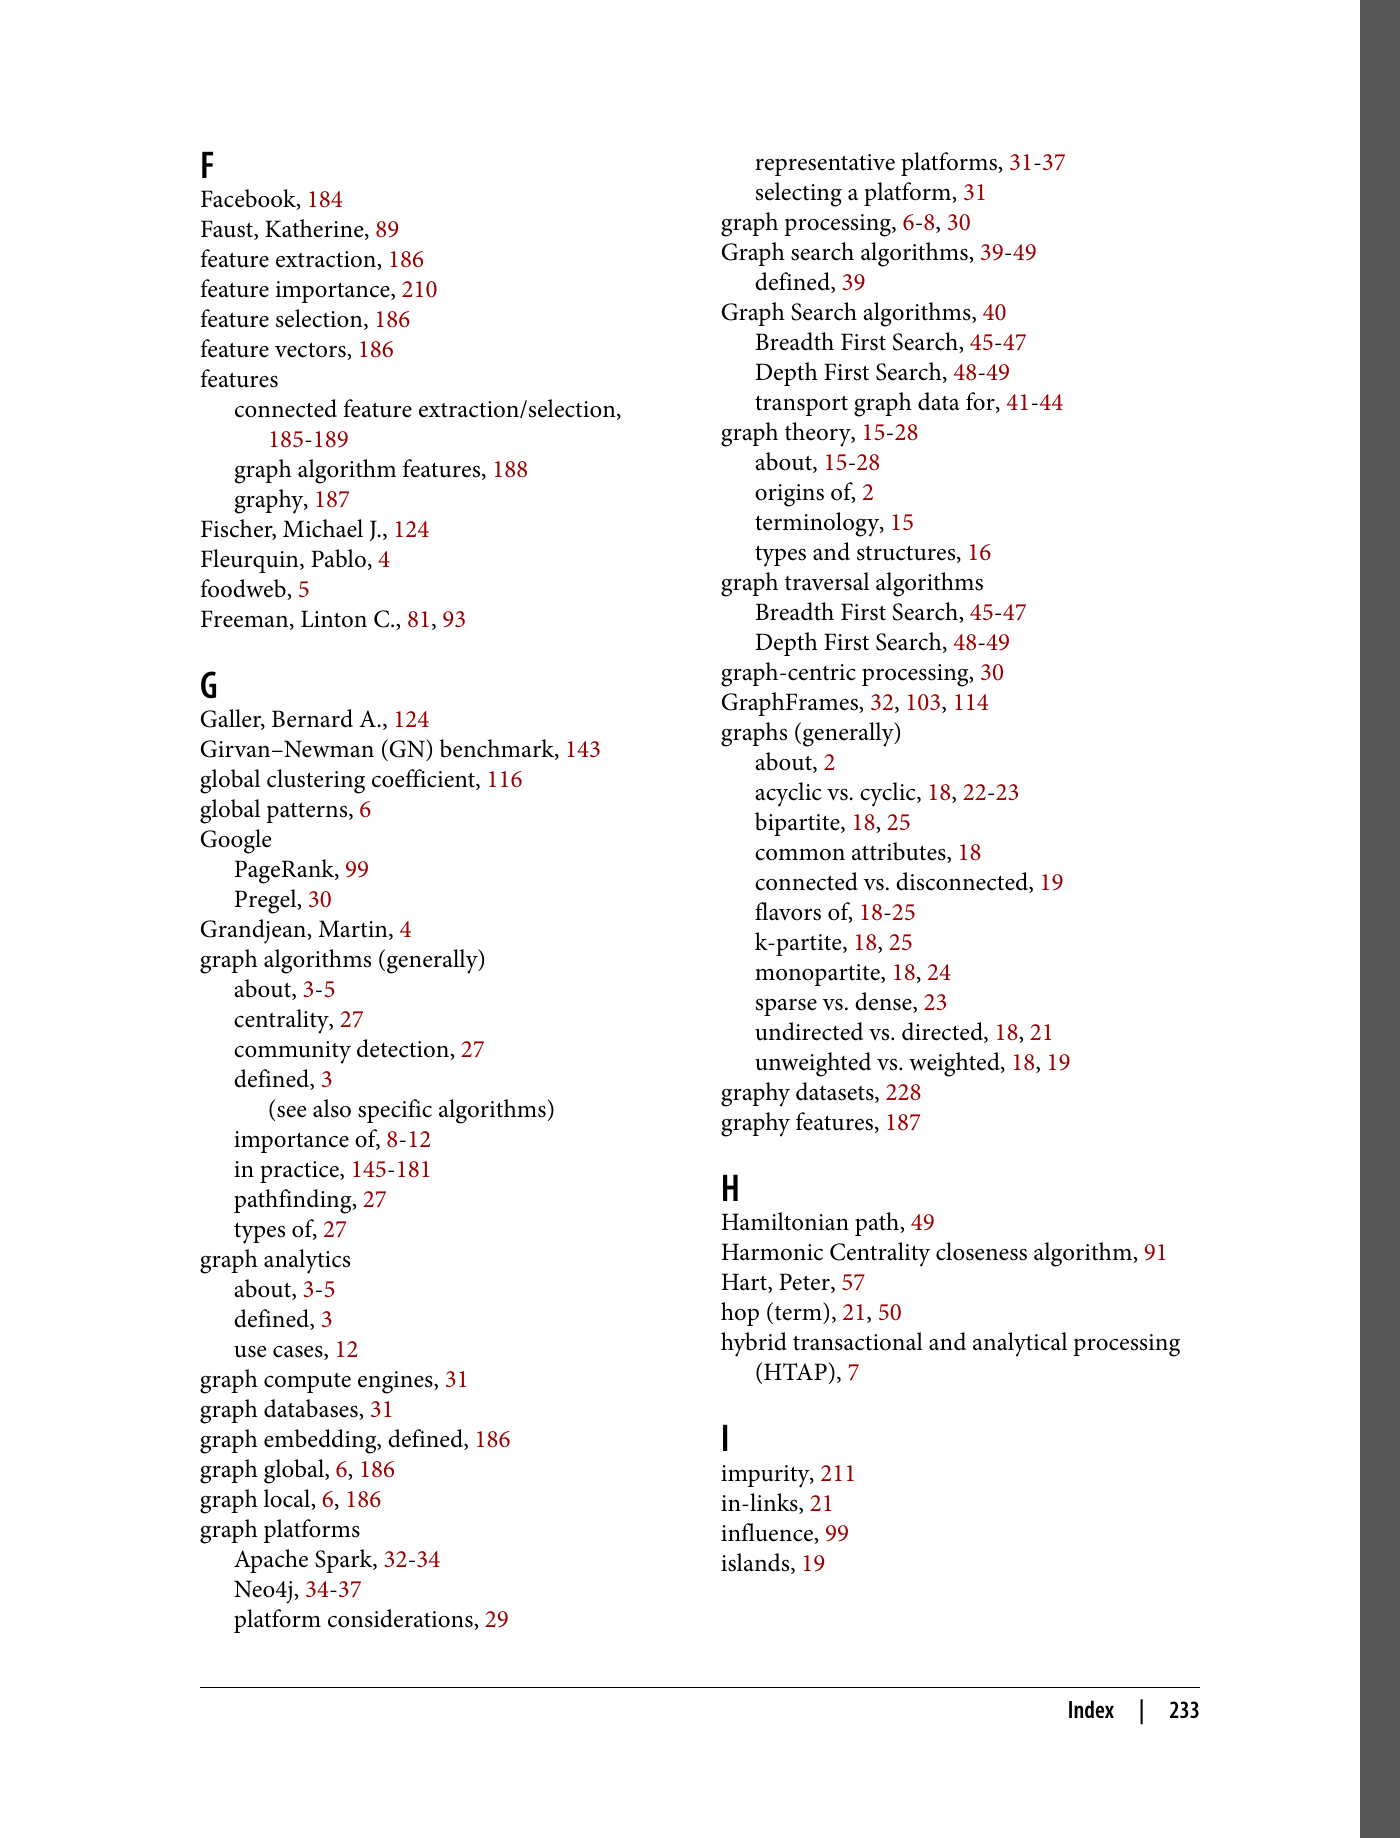 F
Facebook, 184
Faust, Katherine, 89
feature extraction, 186
feature importance, 210
feature selection, 186
feature vectors, 186
features
connected feature extraction/selection,
185-189
graph algorithm features, 188
graphy, 187
Fischer, Michael J., 124
Fleurquin, Pablo, 4
foodweb, 5
Freeman, Linton C., 81, 93
G
Galler, Bernard A., 124
Girvan–Newman (GN) benchmark, 143
global clustering coefficient, 116
global patterns, 6
Google
PageRank, 99
Pregel, 30
Grandjean, Martin, 4
graph algorithms (generally)
about, 3-5
centrality, 27
community detection, 27
defined, 3
(see also specific algorithms)
importance of, 8-12
in practice, 145-181
pathfinding, 27
types of, 27
graph analytics
about, 3-5
defined, 3
use cases, 12
graph compute engines, 31
graph databases, 31
graph embedding, defined, 186
graph global, 6, 186
graph local, 6, 186
graph platforms
Apache Spark, 32-34
Neo4j, 34-37
platform considerations, 29
representative platforms, 31-37
selecting a platform, 31
graph processing, 6-8, 30
Graph search algorithms, 39-49
defined, 39
Graph Search algorithms, 40
Breadth First Search, 45-47
Depth First Search, 48-49
transport graph data for, 41-44
graph theory, 15-28
about, 15-28
origins of, 2
terminology, 15
types and structures, 16
graph traversal algorithms
Breadth First Search, 45-47
Depth First Search, 48-49
graph-centric processing, 30
GraphFrames, 32, 103, 114
graphs (generally)
about, 2
acyclic vs. cyclic, 18, 22-23
bipartite, 18, 25
common attributes, 18
connected vs. disconnected, 19
flavors of, 18-25
k-partite, 18, 25
monopartite, 18, 24
sparse vs. dense, 23
undirected vs. directed, 18, 21
unweighted vs. weighted, 18, 19
graphy datasets, 228
graphy features, 187
H
Hamiltonian path, 49
Harmonic Centrality closeness algorithm, 91
Hart, Peter, 57
hop (term), 21, 50
hybrid transactional and analytical processing
(HTAP), 7
I
impurity, 211
in-links, 21
influence, 99
islands, 19
Index | 233